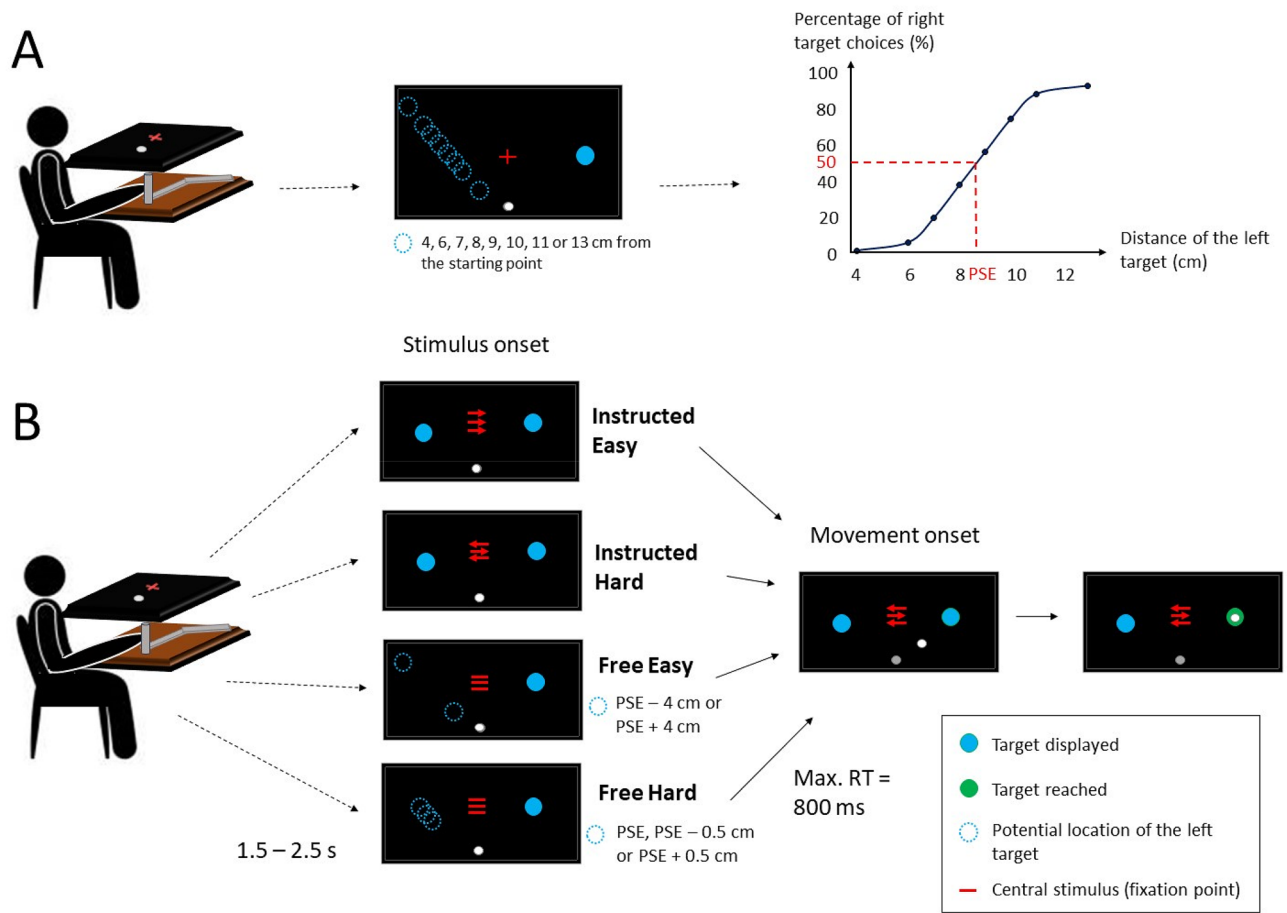 A
Percentage of right
target choices (%)
100
80
60
50
40
20
0
4
6
8
PSE
10
12
Distance of the left
target (cm)
4, 6, 7, 8, 9, 10, 11 or 13 cm from
the starting point
B
Stimulus onset
Instructed
Easy
Instructed
Hard
Free Easy
PSE – 4 cm or
PSE + 4 cm
Free Hard
PSE, PSE – 0.5 cm
or PSE + 0.5 cm
1.5 – 2.5 s
Movement onset
Max. RT =
800 ms
Target displayed
Target reached
Potential location of the left
target
Central stimulus (fixation point)